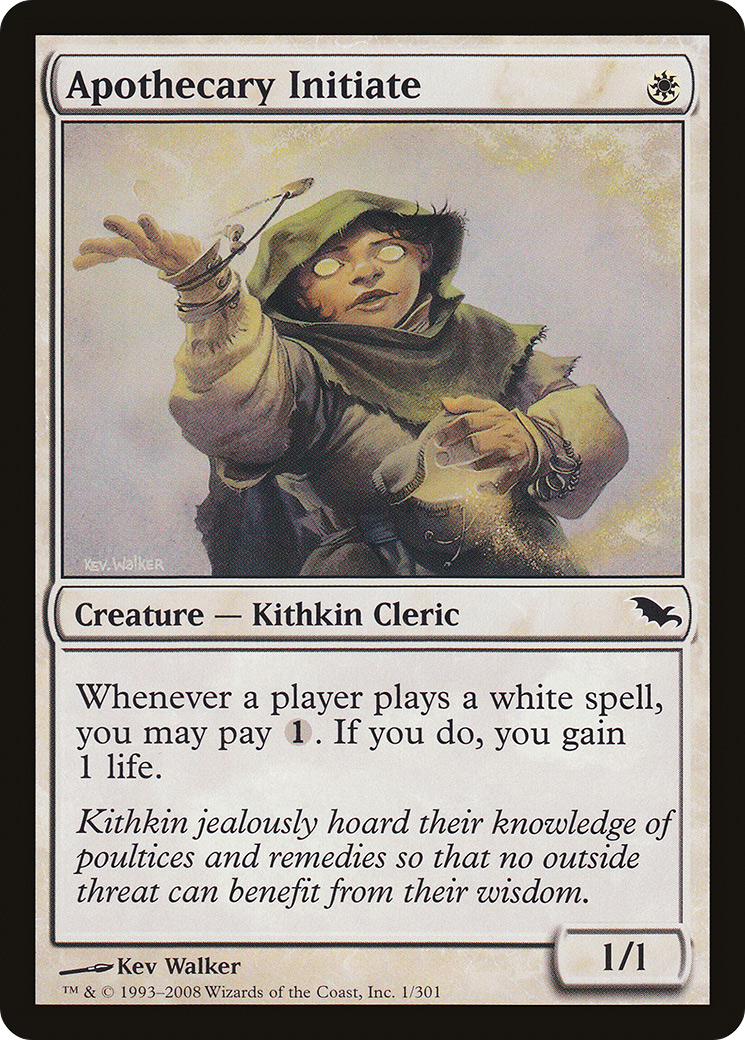 Apothecary Initiate
KEV. WALKER
Creature — Kithkin Cleric
Whenever a player plays a white spell,
you may pay 1. If you do, you gain
1 life.
Kithkin jealously hoard their knowledge of
poultices and remedies so that no outside
threat can benefit from their wisdom.
1/1
Kev Walker
™ & © 1993–2008 Wizards of the Coast, Inc. 1/301